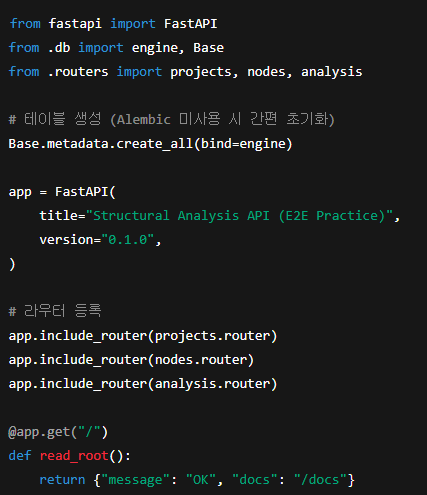 from fastapi import FastAPI
from .db import engine, Base
from .routers import projects, nodes, analysis

# 테이블 생성 (Alembic 미사용 시 간편 초기화)
Base.metadata.create_all(bind=engine)

app = FastAPI(
    title="Structural Analysis API (E2E Practice)",
    version="0.1.0",
)

# 라우터 등록
app.include_router(projects.router)
app.include_router(nodes.router)
app.include_router(analysis.router)

@app.get("/")
def read_root():
    return {"message": "OK", "docs": "/docs"}